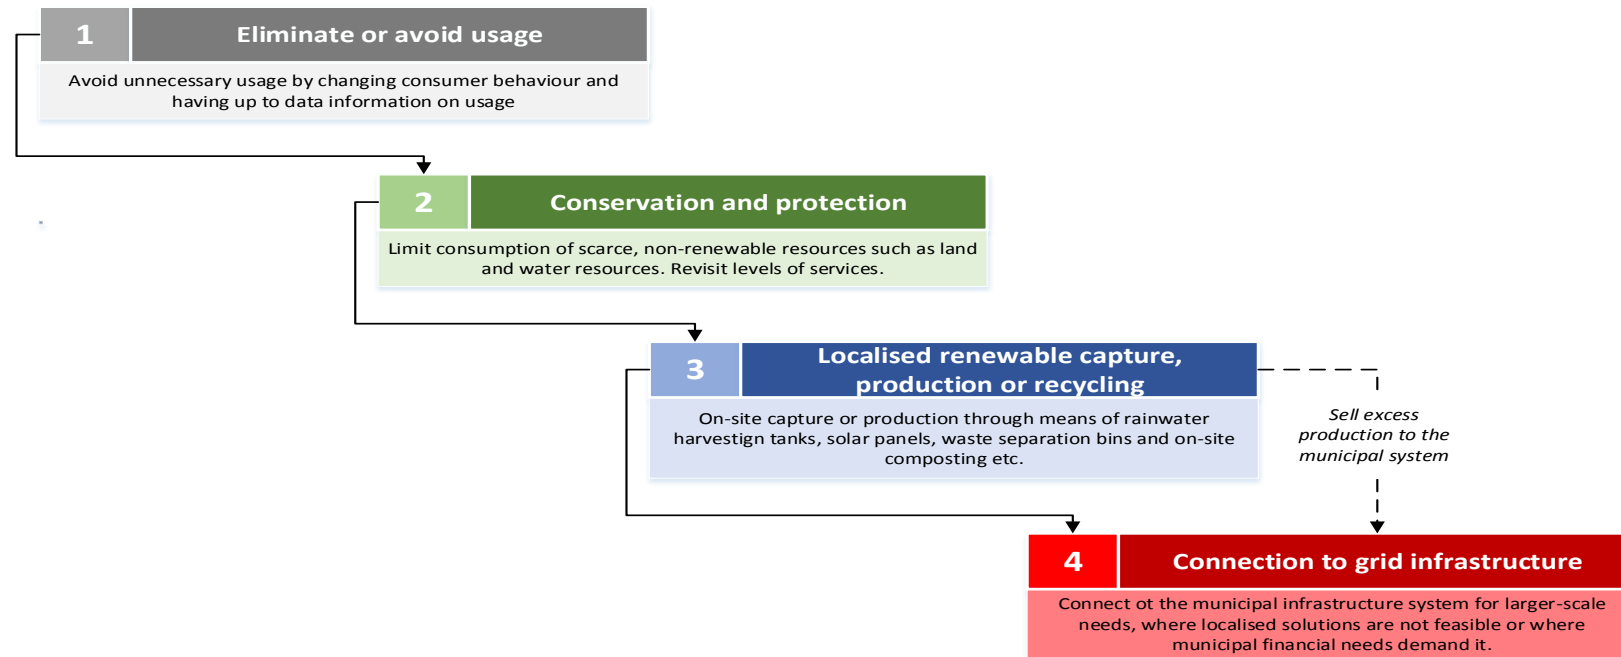 1
Eliminate or avoid usage
Avoid unnecessary usage by changing consumer behaviour and
having up to data information on usage
2
Conservation and protection
Limit consumption of scarce, non-renewable resources such as land
and water resources. Revisit levels of services.
3
Localised renewable capture,
production or recycling
On-site capture or production through means of rainwater
harvestign tanks, solar panels, waste separation bins and on-site
composting etc.
Sell excess
production to the
municipal system
4
Connection to grid infrastructure
Connect ot the municipal infrastructure system for larger-scale
needs, where localised solutions are not feasible or where
municipal financial needs demand it.